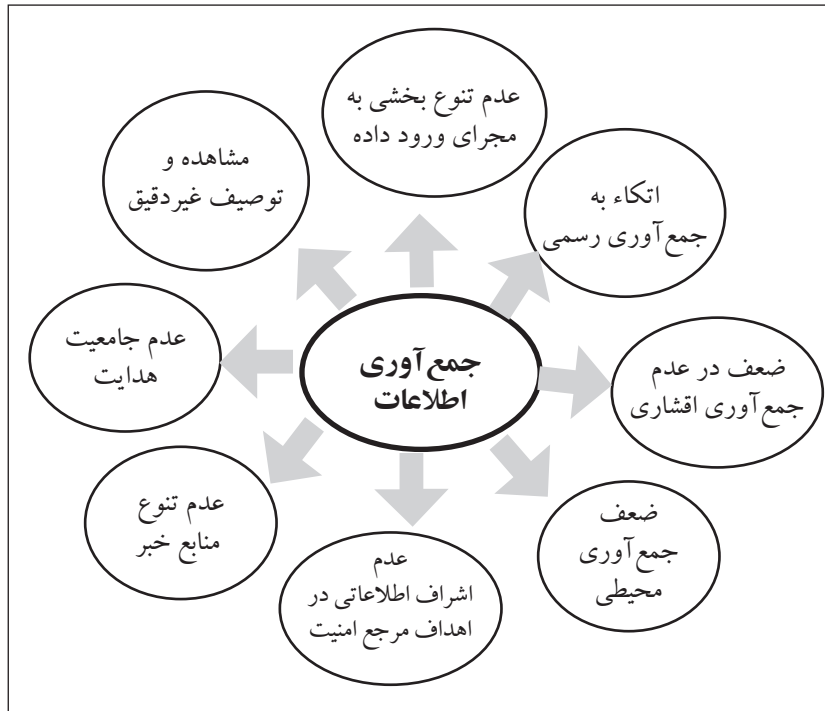 عدم تنوع بخشی به
مجرای ورود داده
اتکاء به
جمع‌آوری رسمی
ضعف در عدم
جمع‌آوری اقشاری
ضعف
جمع‌آوری
محیطی
عدم
اشراف اطلاعاتی در
اهداف مرجع امنیت
عدم تنوع
منابع خبر
عدم جامعیت
هدایت
مشاهده و
توصیف غیردقیق
جمع‌آوری
اطلاعات